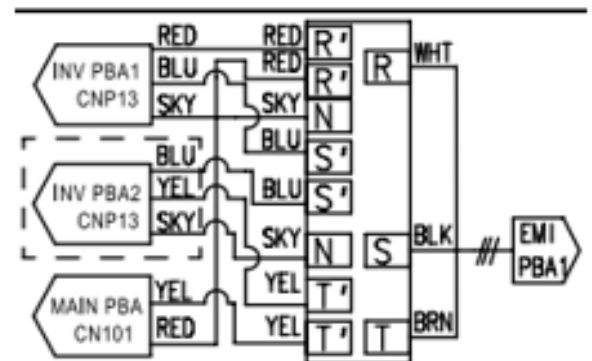 RED RED R' WHT
INV PBA1 BLU RED R' R
CNP13 SKY SKY N
BLU S'
BLU
INV PBA2 YEL BLU S'
CNP13 SKY SKY N S BLK EMI
PBA1
YEL T'
MAIN PBA YEL
CN101 RED YEL T' T BRN